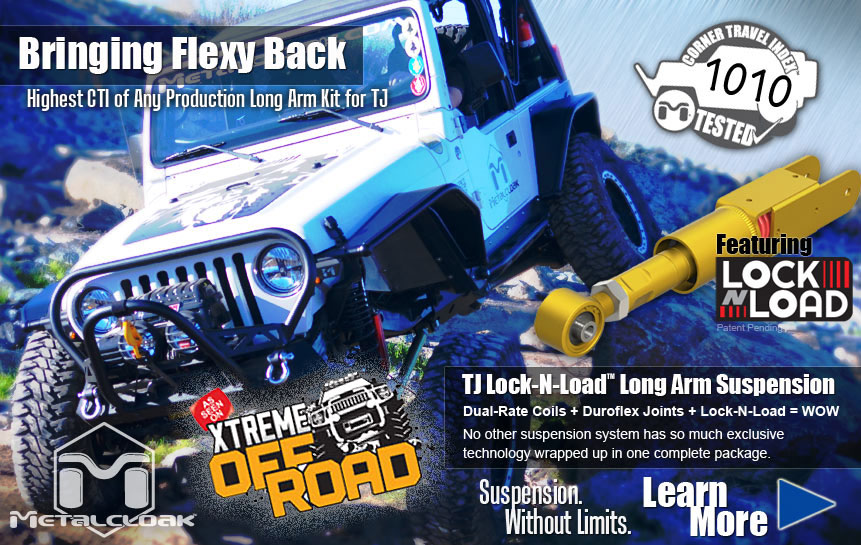 Bringing Flexy Back
METALCLOAK
Highest CTI of Any Production Long Arm Kit for TJ
CORNER TRAVEL INDEX™
1010
TESTED
METALCLOAK
Featuring
LOCK
N LOAD
Patent Pending
TJ Lock-N-Load™ Long Arm Suspension
Dual-Rate Coils + Duroflex Joints + Lock-N-Load = WOW
No other suspension system has so much exclusive
technology wrapped up in one complete package.
AS
SEEN
ON
XTREME
OFF
ROAD
METALCLOAK
Suspension.
Without Limits.
Learn
More